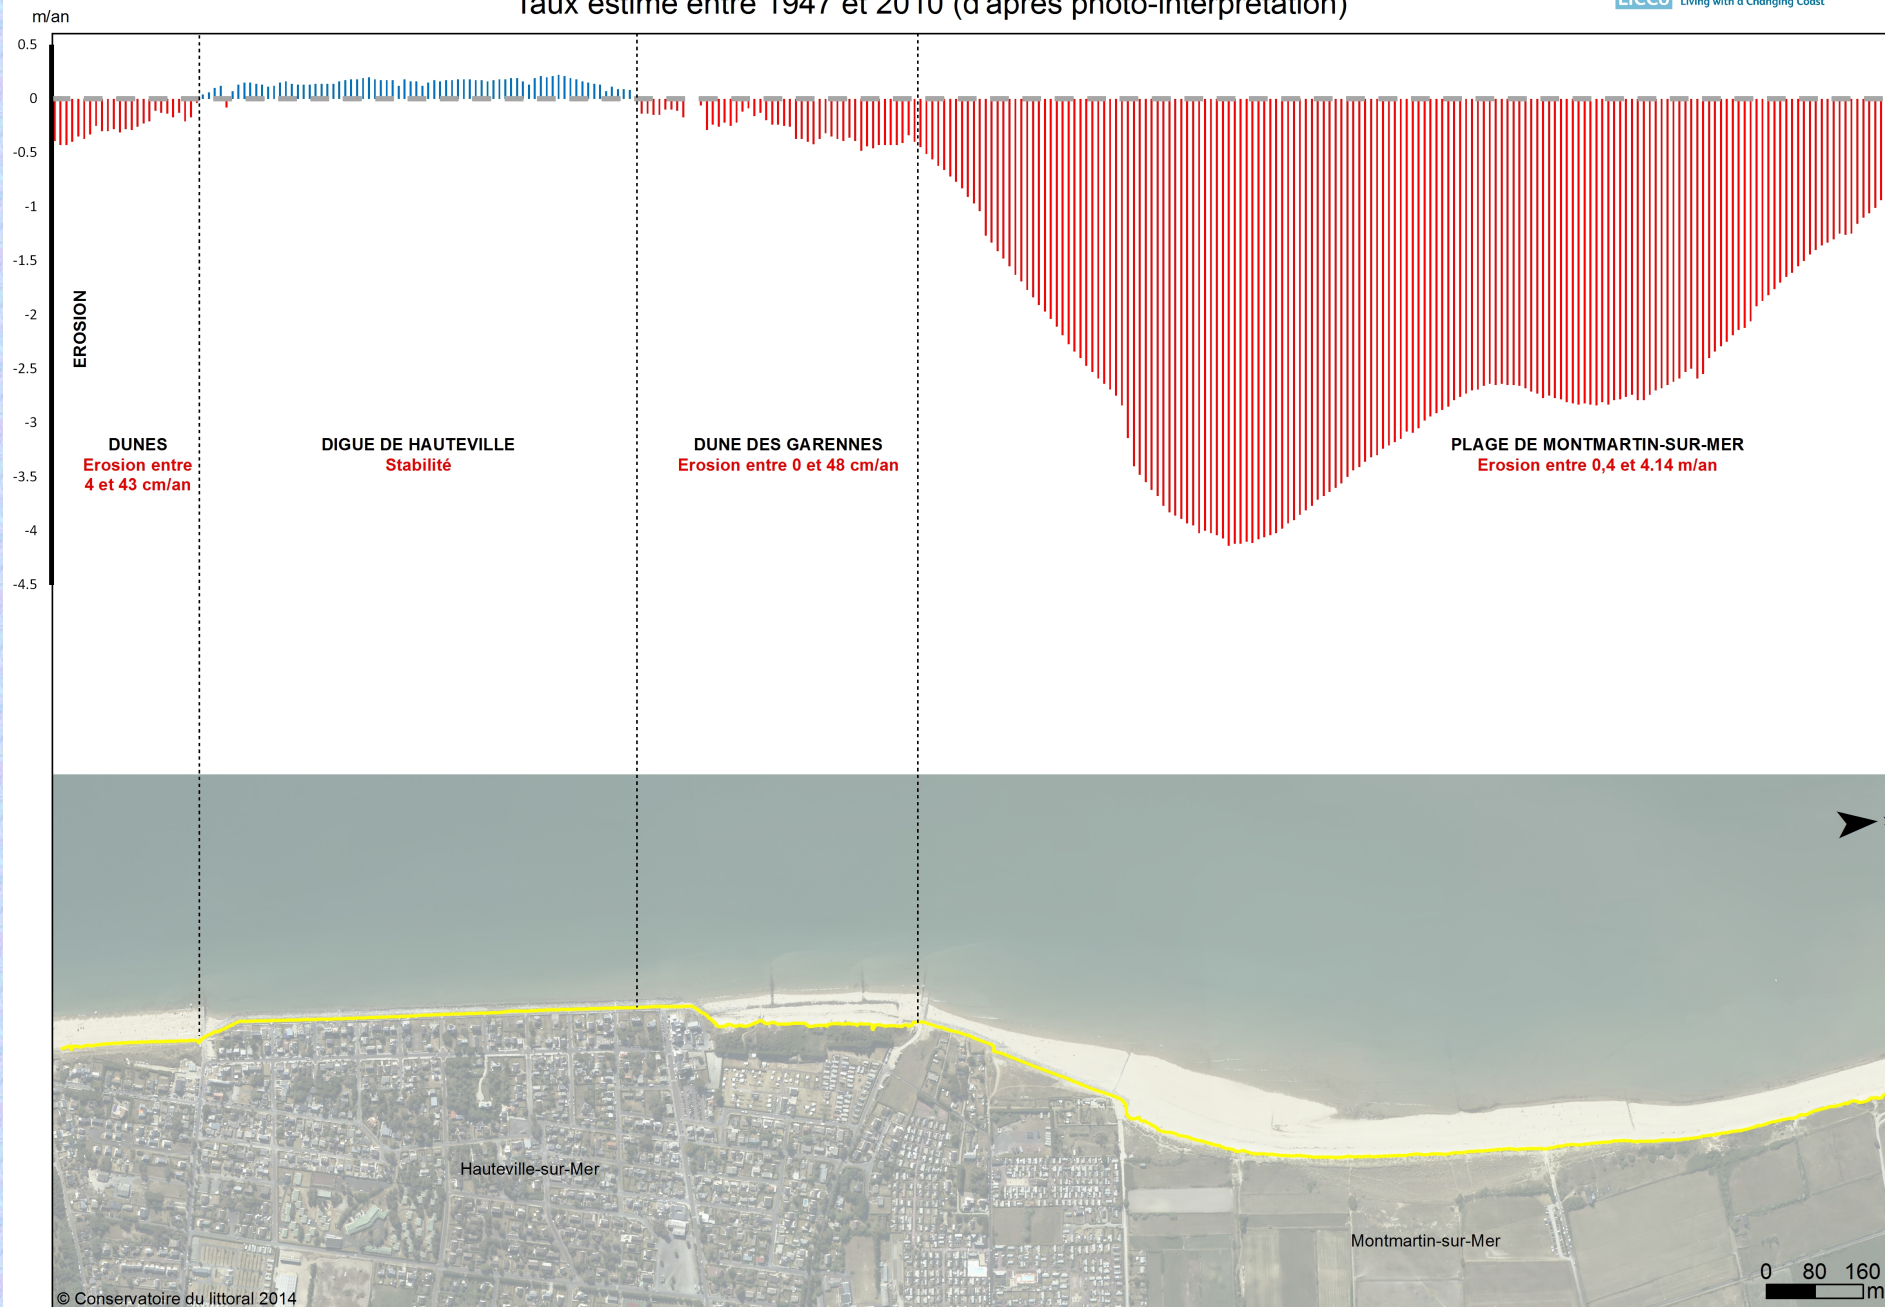 Taux estimé entre 1947 et 2010 (d'après photo-interprétation)
LiCCo Living with a Changing Coast
m/an
0.5
0
-0.5
-1
-1.5
-2
-2.5
-3
-3.5
-4
-4.5
EROSION
DUNES
Erosion entre
4 et 43 cm/an
DIGUE DE HAUTEVILLE
Stabilité
DUNE DES GARENNES
Erosion entre 0 et 48 cm/an
PLAGE DE MONTMARTIN-SUR-MER
Erosion entre 0,4 et 4.14 m/an
Hauteville-sur-Mer
Montmartin-sur-Mer
0 80 160
m
© Conservatoire du littoral 2014